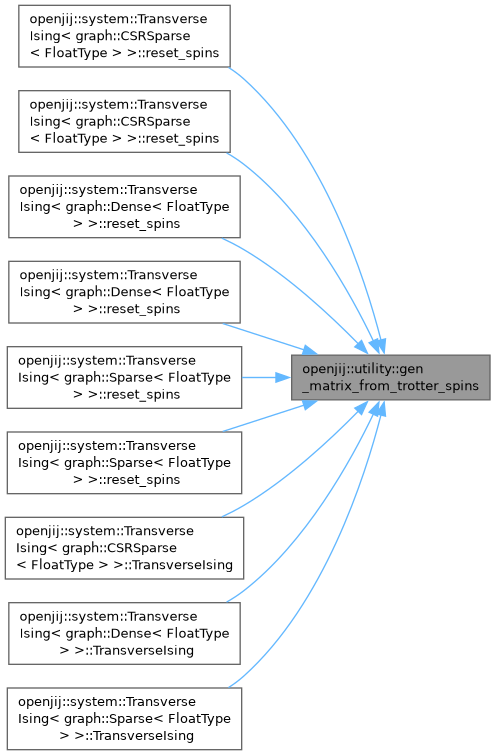 openjij::system::Transverse
Ising< graph::CSRSparse
< FloatType > >::reset_spins
openjij::system::Transverse
Ising< graph::CSRSparse
< FloatType > >::reset_spins
openjij::system::Transverse
Ising< graph::Dense< FloatType
> >::reset_spins
openjij::system::Transverse
Ising< graph::Dense< FloatType
> >::reset_spins
openjij::system::Transverse
Ising< graph::Sparse< FloatType
> >::reset_spins
openjij::system::Transverse
Ising< graph::Sparse< FloatType
> >::reset_spins
openjij::system::Transverse
Ising< graph::CSRSparse
< FloatType > >::TransverseIsing
openjij::system::Transverse
Ising< graph::Dense< FloatType
> >::TransverseIsing
openjij::system::Transverse
Ising< graph::Sparse< FloatType
> >::TransverseIsing
openjij::utility::gen
_matrix_from_trotter_spins